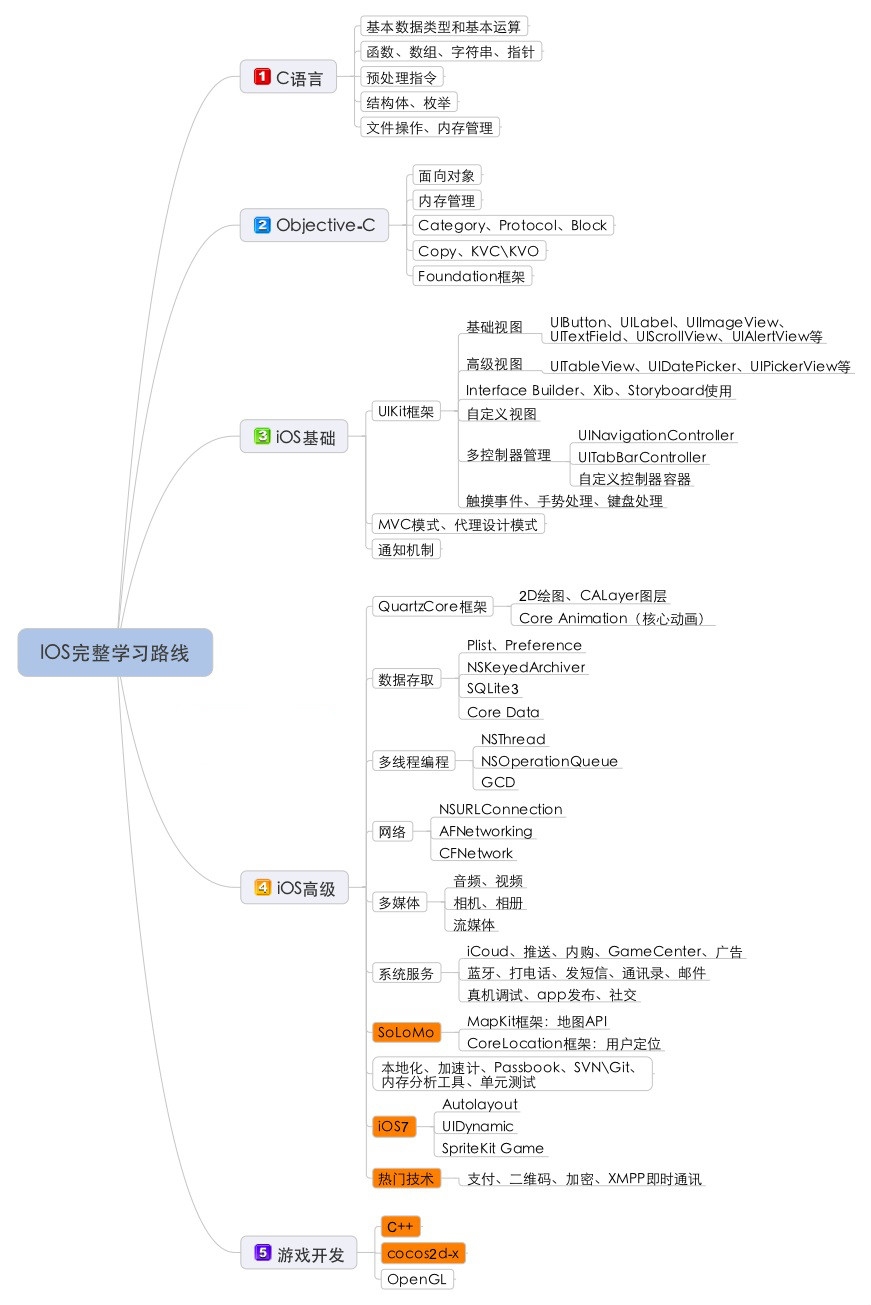 IOS完整学习路线
1 C语言
基本数据类型和基本运算
函数、数组、字符串、指针
预处理指令
结构体、枚举
文件操作、内存管理
2 Objective-C
面向对象
内存管理
Category、Protocol、Block
Copy、KVC\KVO
Foundation框架
3 iOS基础
UIKit框架
基础视图
UIButton、UILabel、UIImageView、
UITextField、UIScrollView、UIAlertView等
高级视图
UITableView、UIDatePicker、UIPickerView等
Interface Builder、Xib、Storyboard使用
自定义视图
多控制器管理
UINavigationController
UITabBarController
自定义控制器容器
触摸事件、手势处理、键盘处理
MVC模式、代理设计模式
通知机制
4 iOS高级
QuartzCore框架
2D绘图、CALayer图层
Core Animation（核心动画）
数据存取
Plist、Preference
NSKeyedArchiver
SQLite3
Core Data
多线程编程
NSThread
NSOperationQueue
GCD
网络
NSURLConnection
AFNetworking
CFNetwork
多媒体
音频、视频
相机、相册
流媒体
系统服务
iCoud、推送、内购、GameCenter、广告
蓝牙、打电话、发短信、通讯录、邮件
真机调试、app发布、社交
SoLoMo
MapKit框架：地图API
CoreLocation框架：用户定位
本地化、加速计、Passbook、SVN\Git、
内存分析工具、单元测试
iOS7
Autolayout
UIDynamic
SpriteKit Game
热门技术
支付、二维码、加密、XMPP即时通讯
5 游戏开发
C++
cocos2d-x
OpenGL